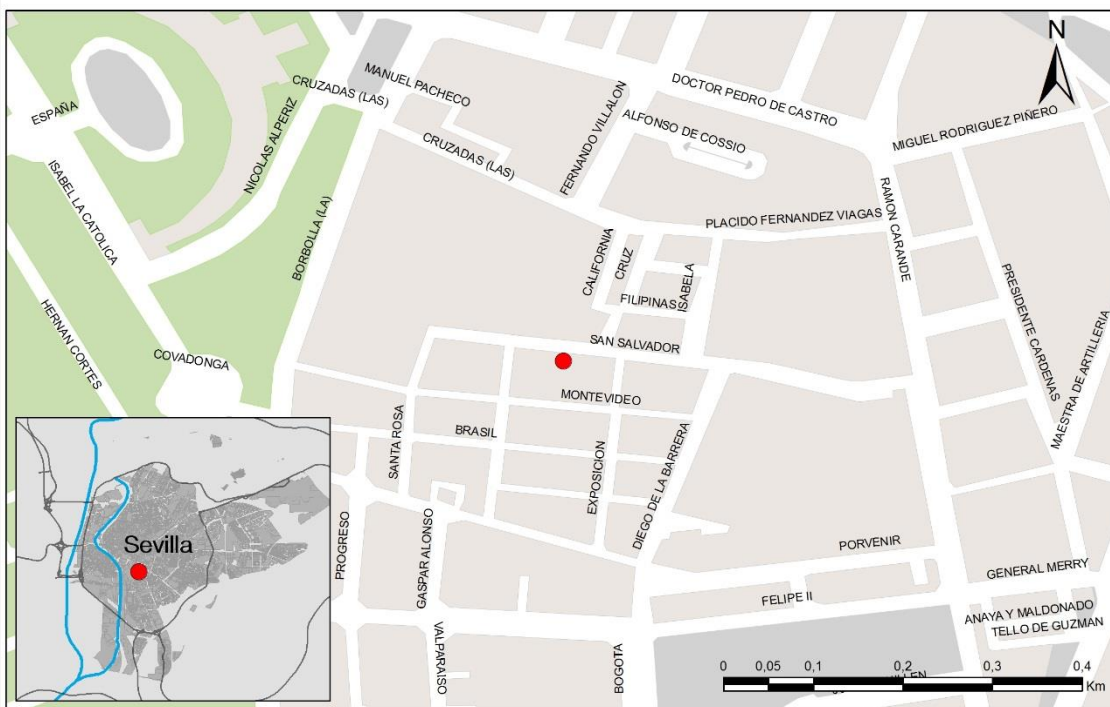 N
MANUEL PACHECO
CRUZADAS (LAS)
DOCTOR PEDRO DE CASTRO
ESPAÑA
NICOLAS ALPERIZ
FERNANDO VILLALON
ALFONSO DE COSSIO
MIGUEL RODRIGUEZ PIÑERO
CRUZADAS (LAS)
ISABEL LA CATOLICA
BORBOLLA (LA)
PLACIDO FERNANDEZ VIAGAS
RAMON CARANDE
CALIFORNIA
CRUZ
ISABELA
FILIPINAS
PRESIDENTE CARDENAS
HERNAN CORTES
COVADONGA
SAN SALVADOR
MAESTRA DE ARTILLERIA
MONTEVIDEO
SANTA ROSA
BRASIL
EXPOSICION
DIEGO DE LA BARRERA
Sevilla
PROGRESO
GASPAR ALONSO
PORVENIR
GENERAL MERRY
FELIPE II
ANAYA Y MALDONADO
TELLO DE GUZMAN
VALPARAISO
BOGOTA
0 0,05 0,1 0,2 0,3 0,4
Km